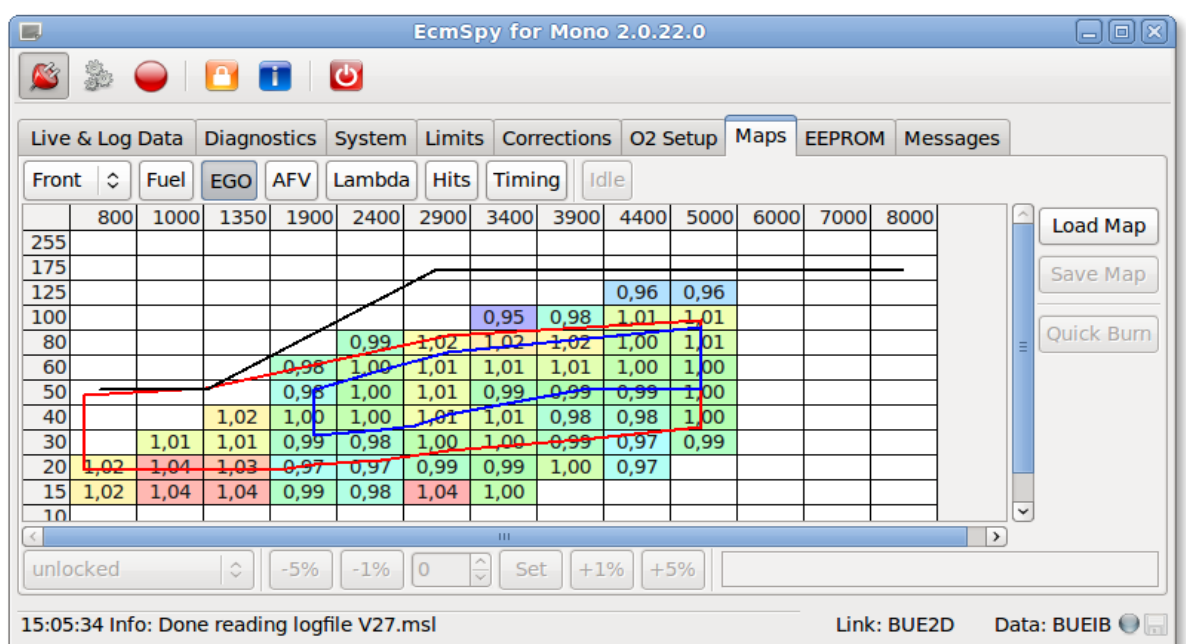 EcmSpy for Mono 2.0.22.0
Live & Log Data Diagnostics System Limits Corrections O2 Setup Maps EEPROM Messages
Front Fuel EGO AFV Lambda Hits Timing Idle
800 1000 1350 1900 2400 2900 3400 3900 4400 5000 6000 7000 8000
Load Map
255
175
Save Map
125 0,96 0,96
100 0,95 0,98 1,01 1,01
Quick Burn
80 0,99 1,02 1,02 1,02 1,00 1,01
60 0,98 1,00 1,01 1,01 1,01 1,00 1,00
50 0,98 1,00 1,01 0,99 0,99 0,99 1,00
40 1,02 1,00 1,00 1,01 1,01 0,98 0,98 1,00
30 1,01 1,01 0,99 0,98 1,00 1,00 0,99 0,97 0,99
20 1,02 1,04 1,03 0,97 0,97 0,99 0,99 1,00 0,97
15 1,02 1,04 1,04 0,99 0,98 1,04 1,00
10
unlocked -5% -1% 0 Set +1% +5%
15:05:34 Info: Done reading logfile V27.msl Link: BUE2D Data: BUEIB